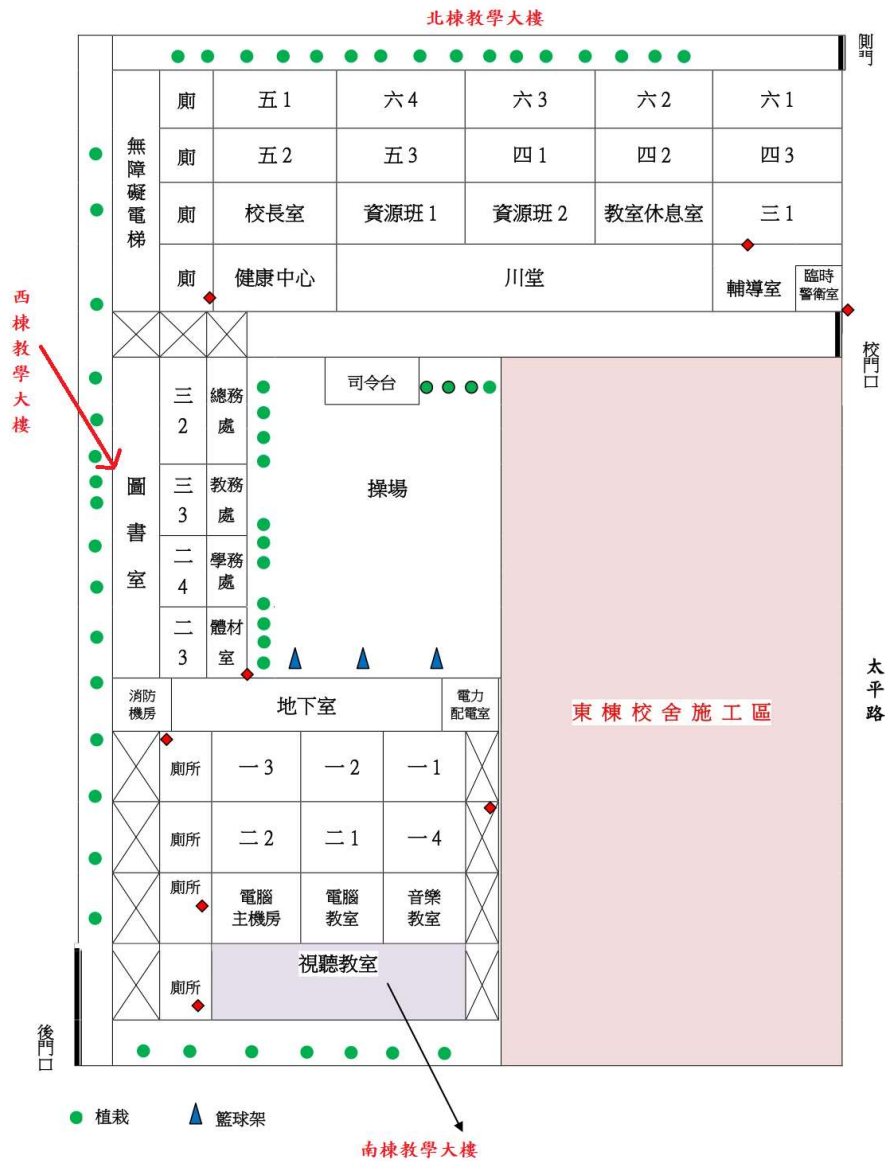 北棟教學大樓
側門
無障礙電梯
廁 五1 六4 六3 六2 六1
廁 五2 五3 四1 四2 四3
廁 校長室 資源班1 資源班2 教室休息室 三1
廁 健康中心 川堂 輔導室 臨時
警衛室
校門口
西棟教學大樓
圖書室
三2
總務處
三3
教務處
二4
學務處
二3
體材室
司令台
操場
東棟校舍施工區
太平路
消防
機房
地下室
電力
配電室
廁所 一3 一2 一1
廁所 二2 二1 一4
廁所
電腦
主機房
電腦
教室
音樂
教室
廁所
視聽教室
後門口
植栽
籃球架
南棟教學大樓